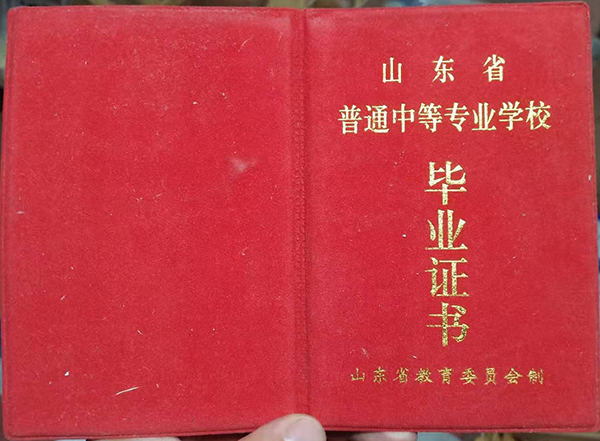 山东省
普通中等专业学校
毕业证书
山东省教育委员会制